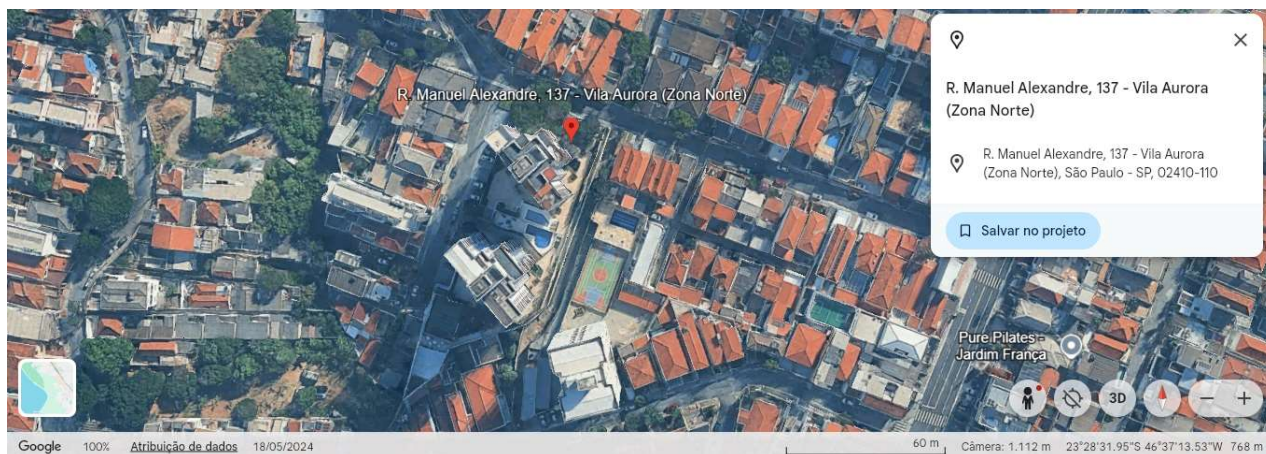 R. Manuel Alexandre, 137 - Vila Aurora (Zona Norte)
R. Manuel Alexandre, 137 - Vila Aurora
(Zona Norte)
R. Manuel Alexandre, 137 - Vila Aurora
(Zona Norte), São Paulo - SP, 02410-110
Salvar no projeto
Pure Pilates -
Jardim França
3D
Google 100% Atribuição de dados 18/05/2024 60 m Câmera: 1.112 m 23°28'31.95"S 46°37'13.53"W 768 m